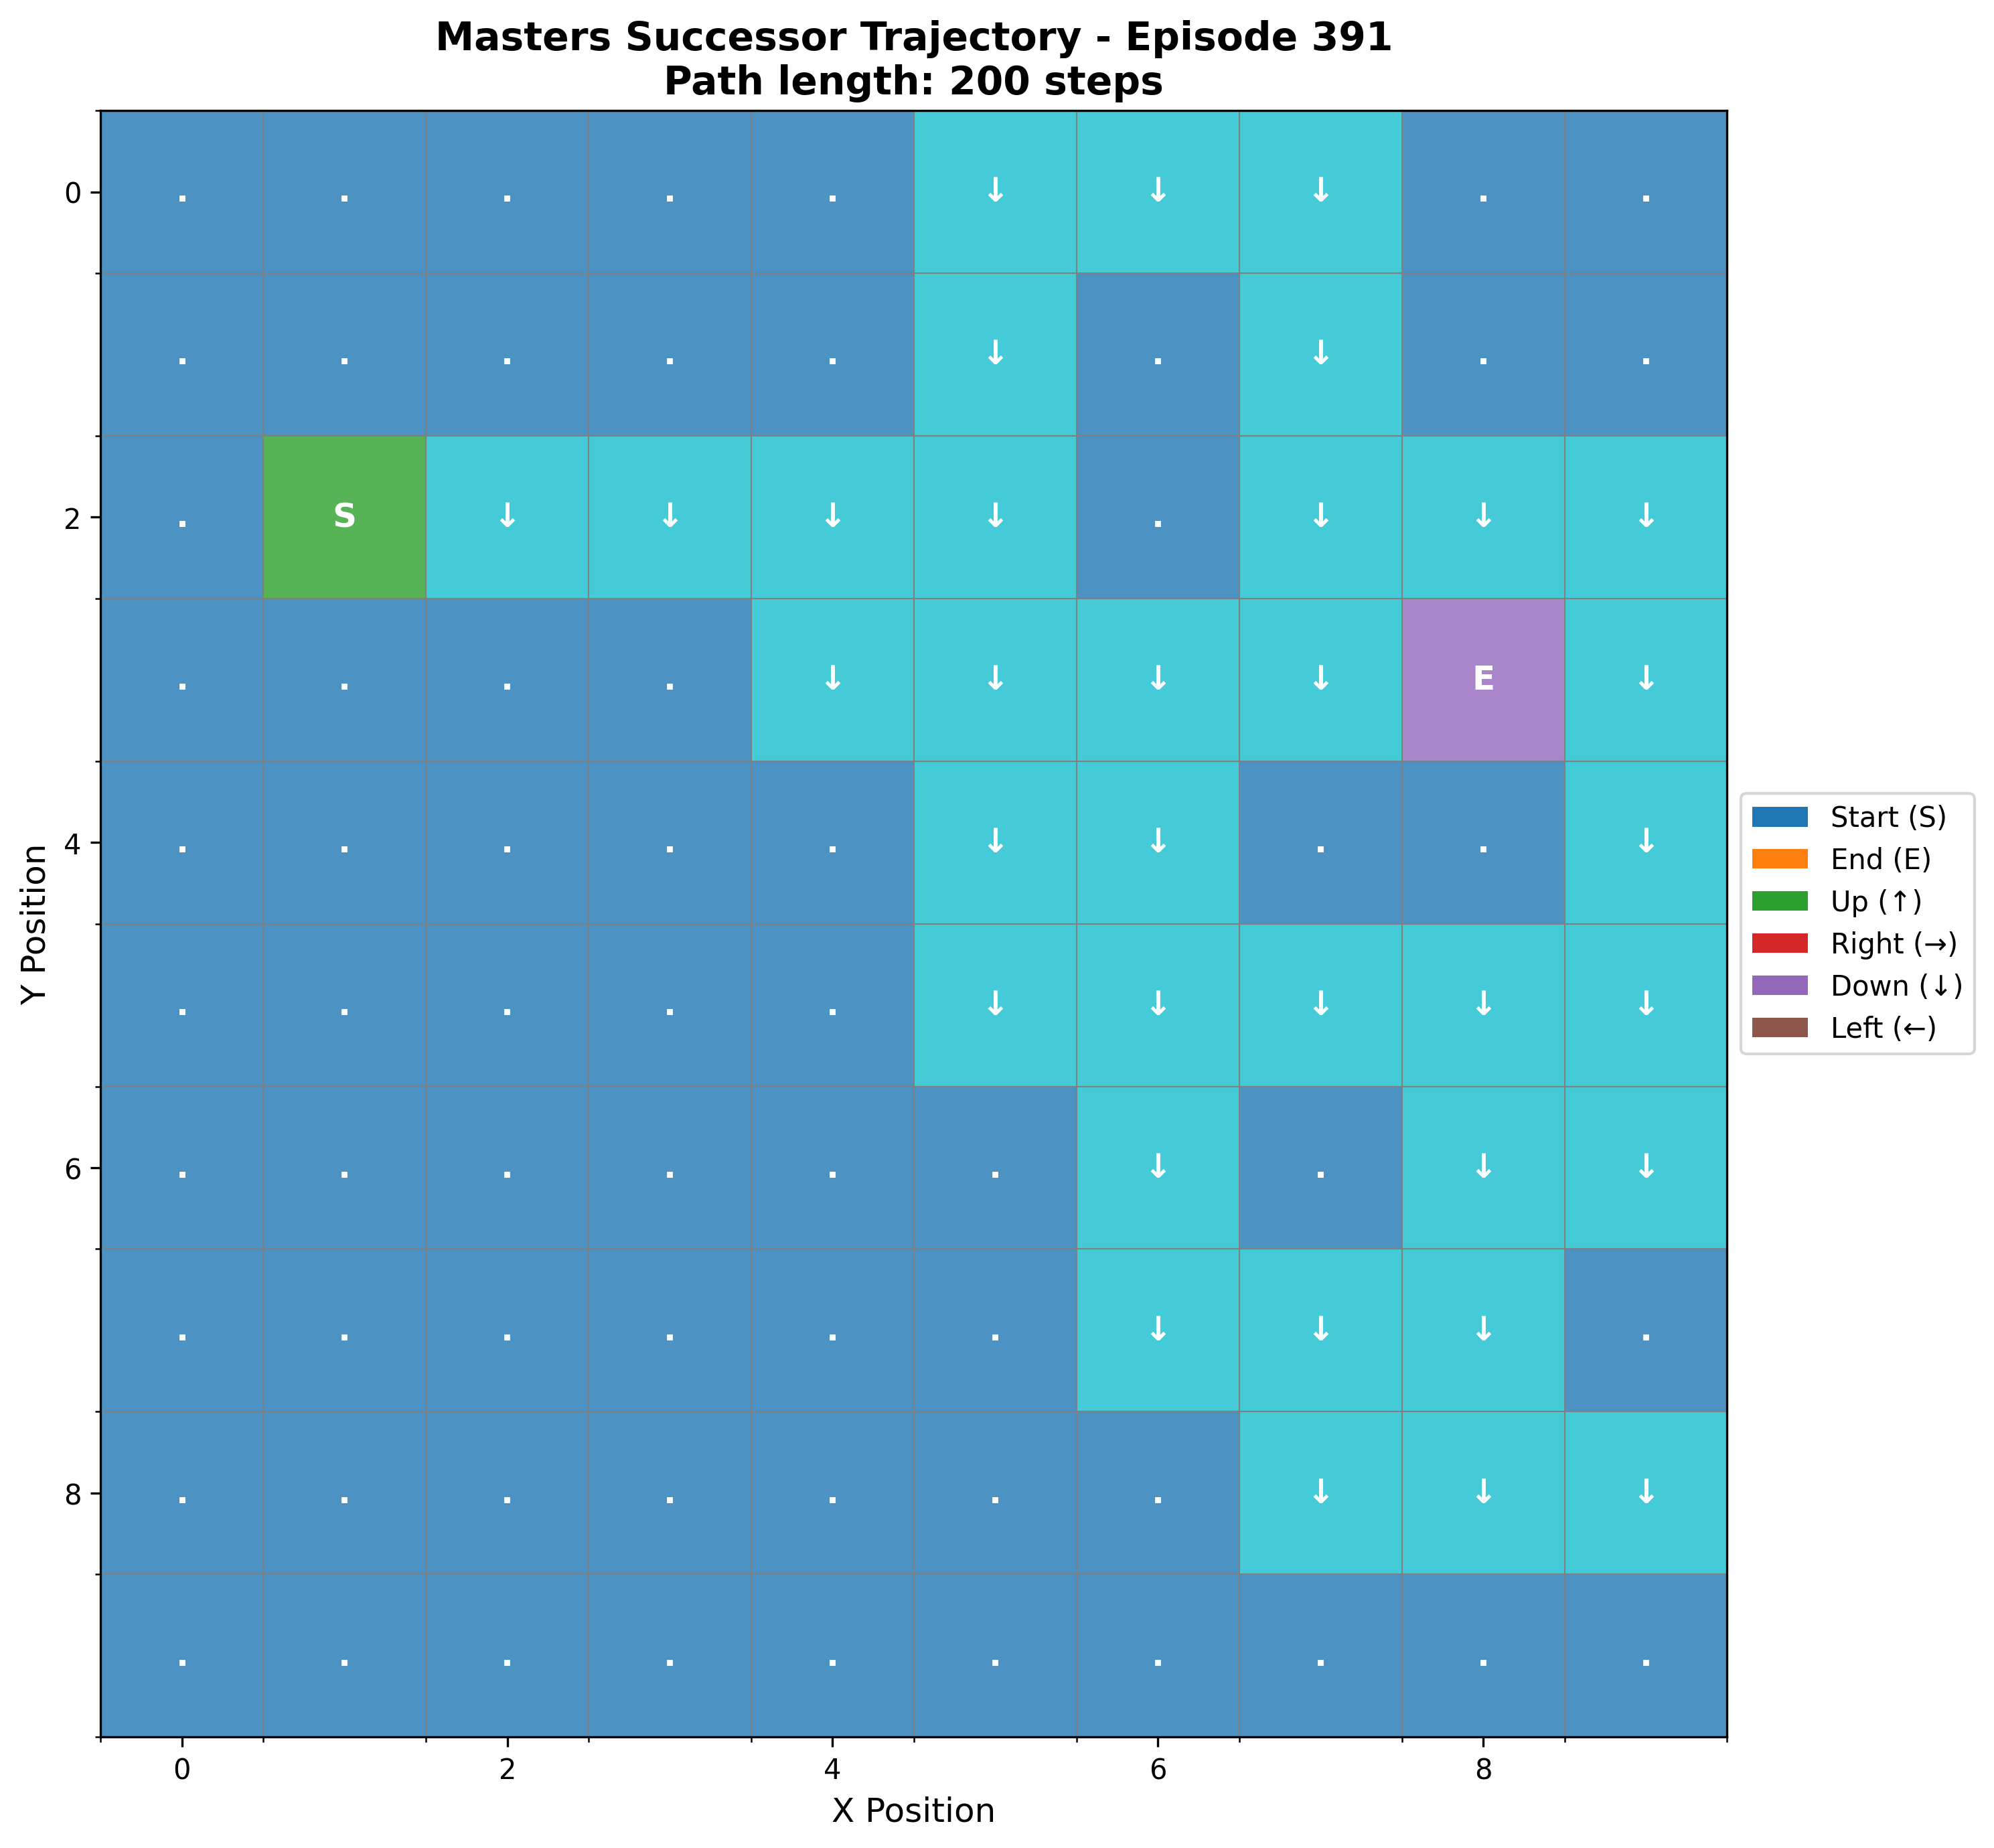 Masters Successor Trajectory - Episode 391
Path length: 200 steps
0 . . . . . ↓ ↓ ↓ . .
. . . . . ↓ . ↓ . .
2 . S ↓ ↓ ↓ ↓ . ↓ ↓ ↓
. . . . ↓ ↓ ↓ ↓ E ↓
4 . . . . . ↓ ↓ . . ↓
. . . . . ↓ ↓ ↓ ↓ ↓
6 . . . . . . ↓ . ↓ ↓
. . . . . . ↓ ↓ ↓ .
8 . . . . . . . ↓ ↓ ↓
. . . . . . . . . .
0 2 4 6 8
X Position
Y Position
Start (S)
End (E)
Up (↑)
Right (→)
Down (↓)
Left (←)